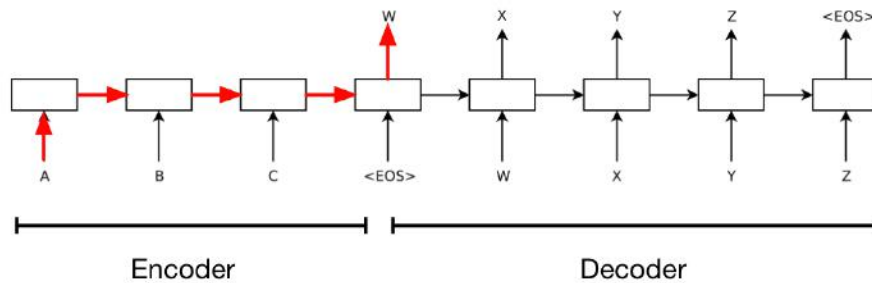 W X Y Z <EOS>
A B C <EOS> W X Y Z
Encoder Decoder